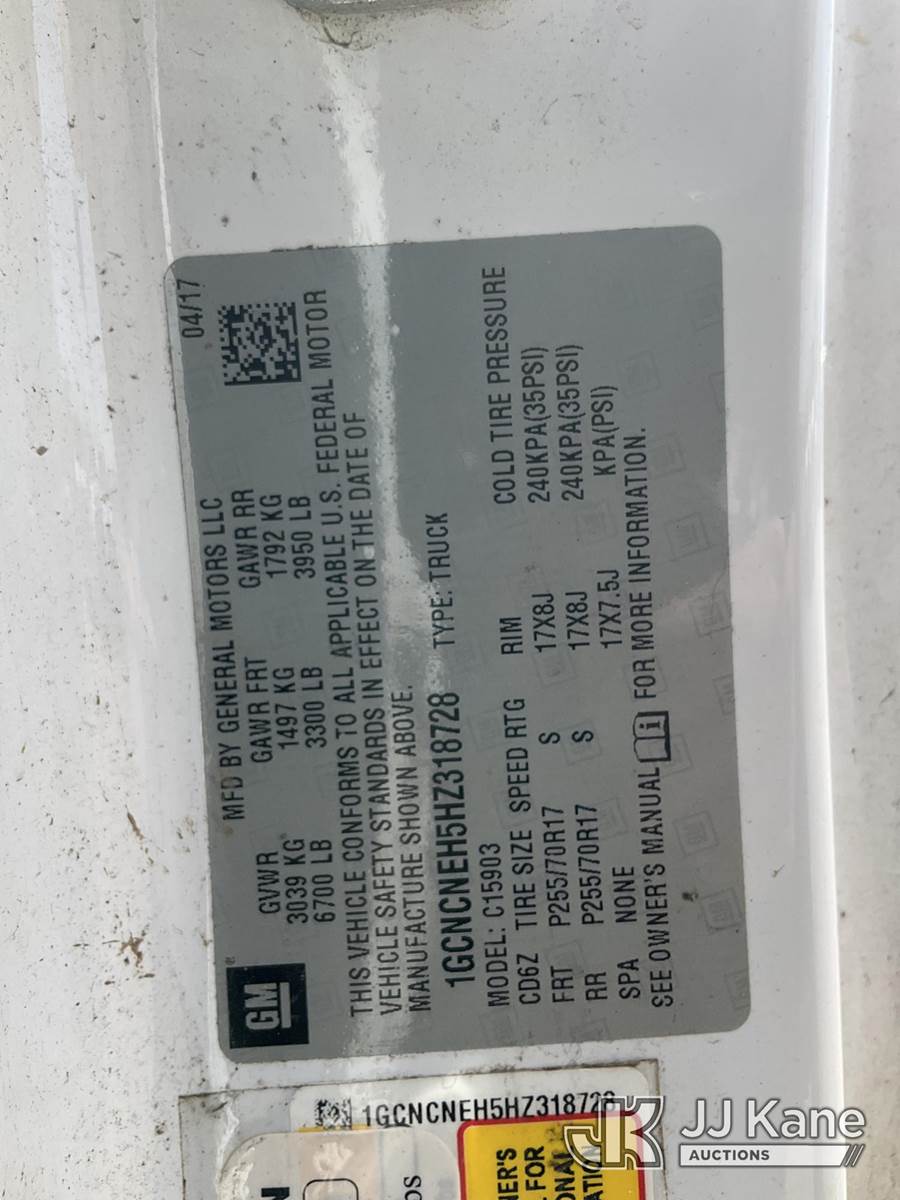 04/17
MFD BY GENERAL MOTORS LLC
GVWR GAWR FRT GAWR RR
3039 KG 1497 KG 1792 KG
6700 LB 3300 LB 3950 LB
GM
THIS VEHICLE CONFORMS TO ALL APPLICABLE U.S. FEDERAL MOTOR
VEHICLE SAFETY STANDARDS IN EFFECT ON THE DATE OF
MANUFACTURE SHOWN ABOVE.
1GCNCNEH5HZ318728 TYPE: TRUCK
MODEL: C15903
CD6Z TIRE SIZE SPEED RTG RIM COLD TIRE PRESSURE
FRT P255/70R17 S 17X8J 240KPA(35PSI)
RR P255/70R17 S 17X8J 240KPA(35PSI)
SPA NONE 17X7.5J KPA(PSI)
SEE OWNER'S MANUAL i FOR MORE INFORMATION.
1GCNCNEH5HZ318728
NER'S
FOR
JK JJ Kane
AUCTIONS